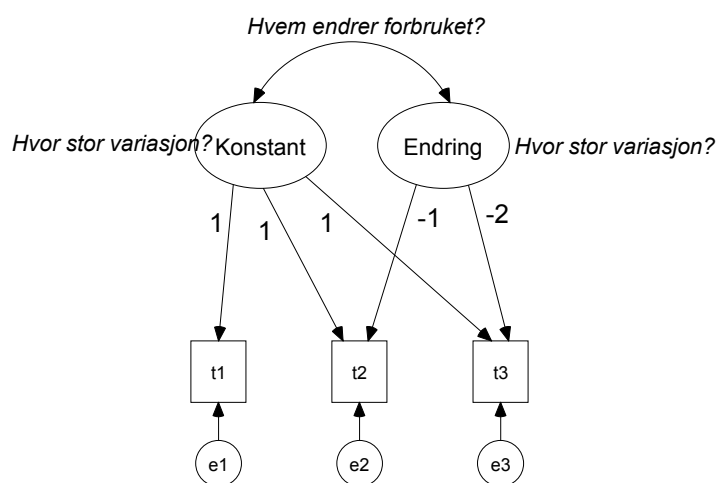 Hvem endrer forbruket?
Hvor stor variasjon?
Konstant
Endring
Hvor stor variasjon?
1
1
1
-1
-2
t1
t2
t3
e1
e2
e3